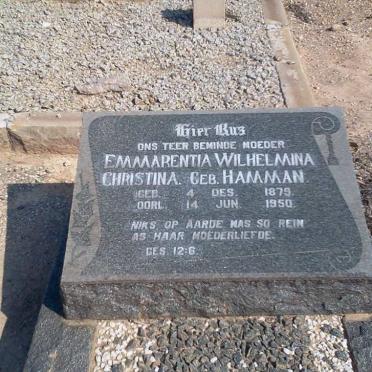 Hier Rus
ONS TEER BEMINDE MOEDER
EMMARENTIA WILHELMINA
CHRISTINA. GEB. HAMMAN
GEB. 4 DES. 1879.
OORL. 14 JUN. 1950.
NIKS OP AARDE WAS SO REIN
AS HAAR MOEDERLIEFDE.
GES. 12:6.